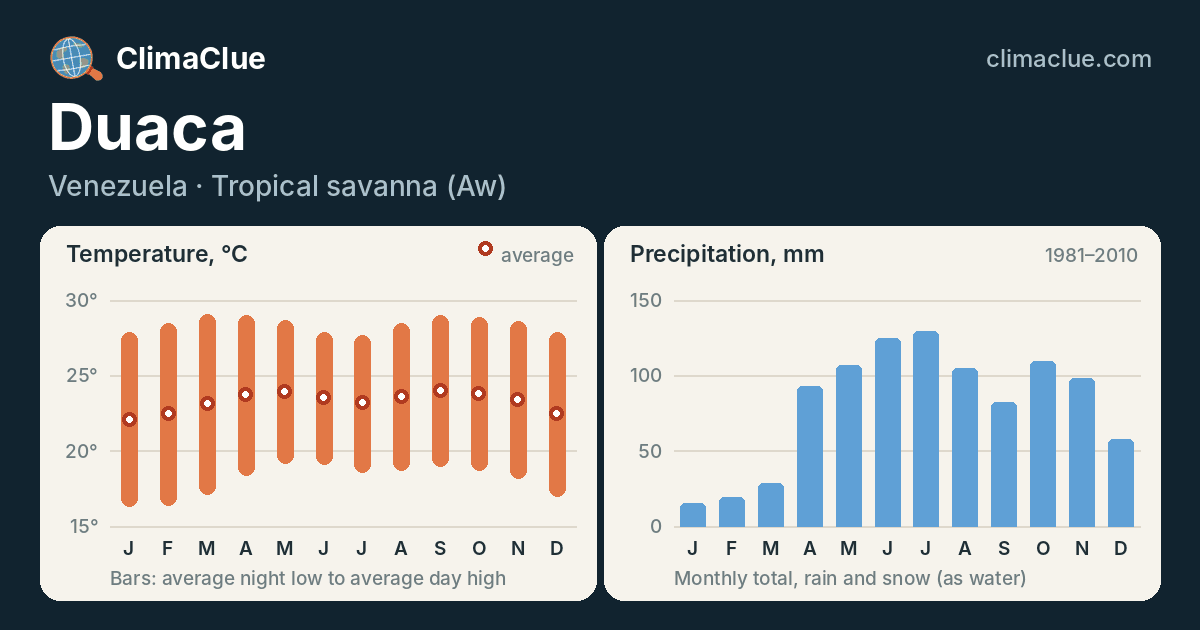 ClimaClue
climaclue.com
Duaca
Venezuela · Tropical savanna (Aw)
Temperature, °C
average
30°
25°
20°
15°
J F M A M J J A S O N D
Bars: average night low to average day high
Precipitation, mm
1981–2010
150
100
50
0
J F M A M J J A S O N D
Monthly total, rain and snow (as water)